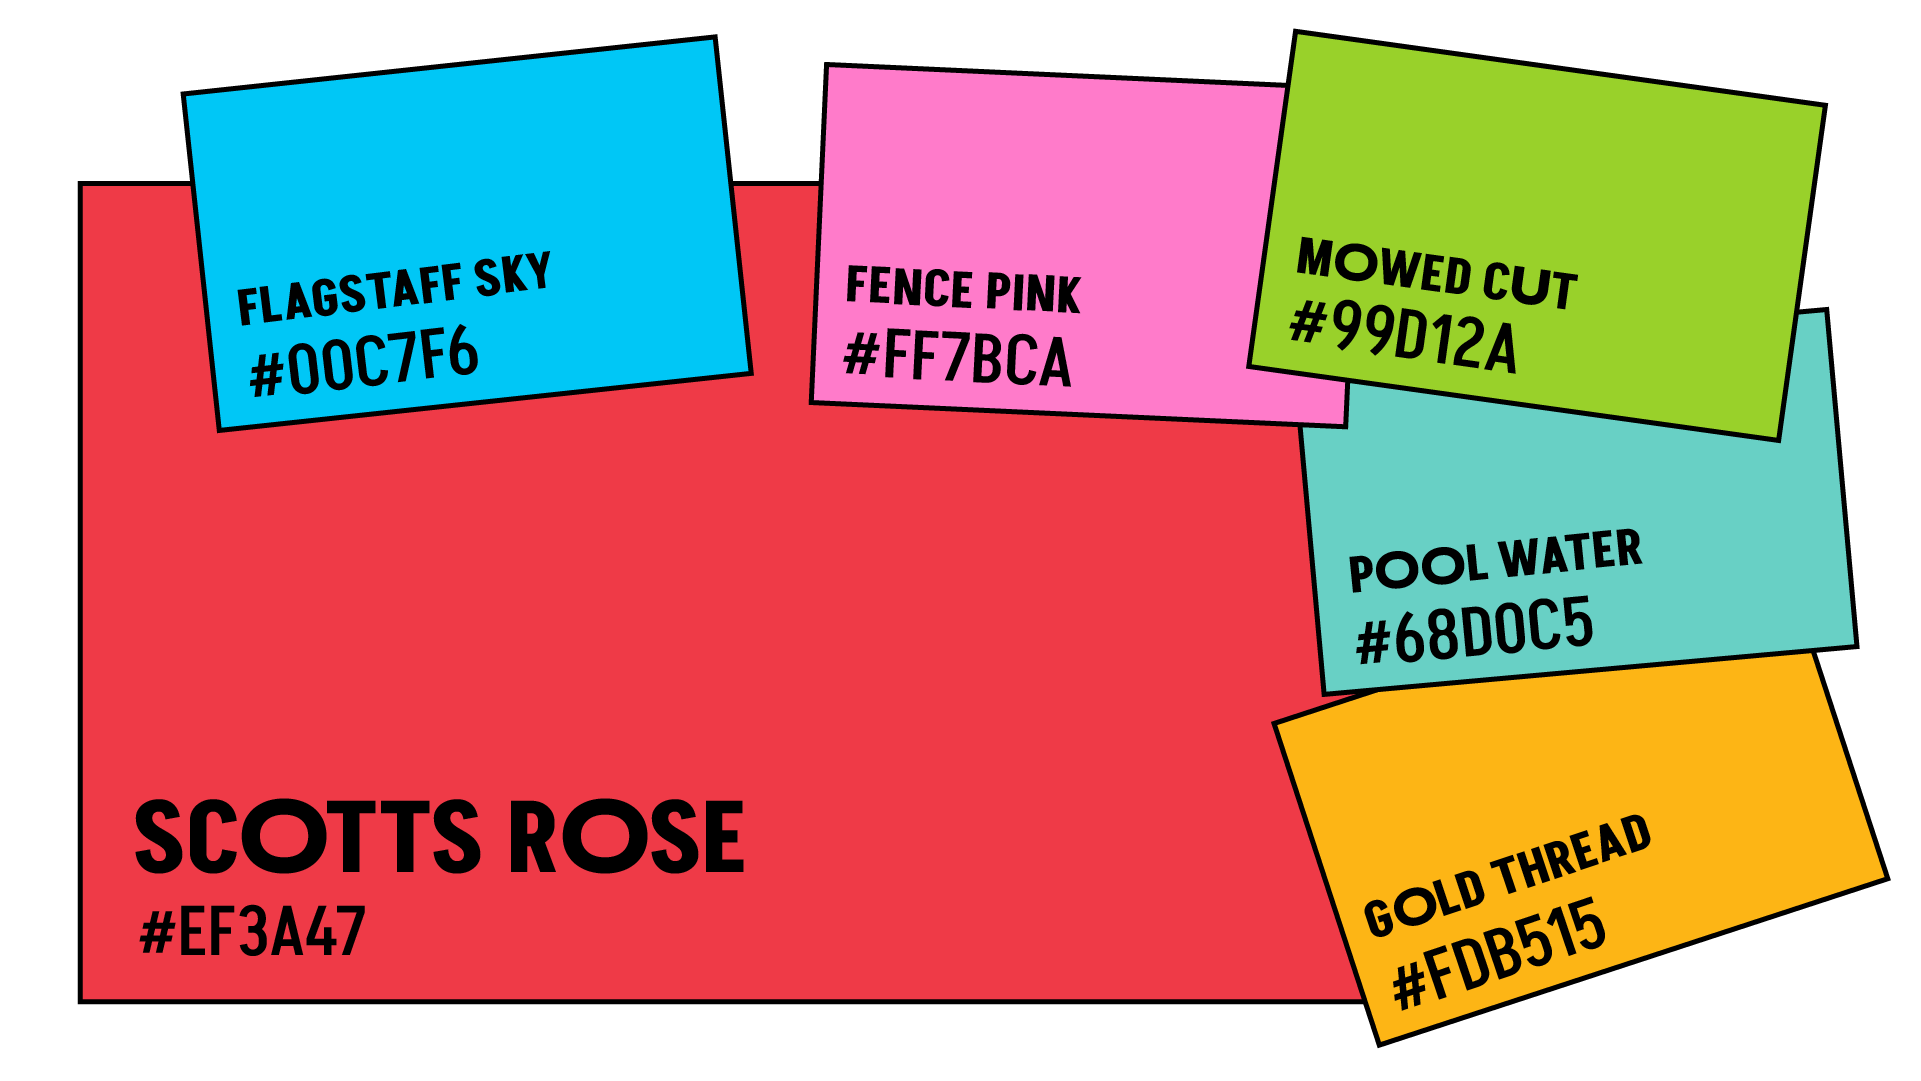 FLAGSTAFF SKY
#00C7F6
FENCE PINK
#FF7BCA
MOWED CUT
#99D12A
POOL WATER
#68D0C5
GOLD THREAD
#FDB515
SCOTTS ROSE
#EF3A47